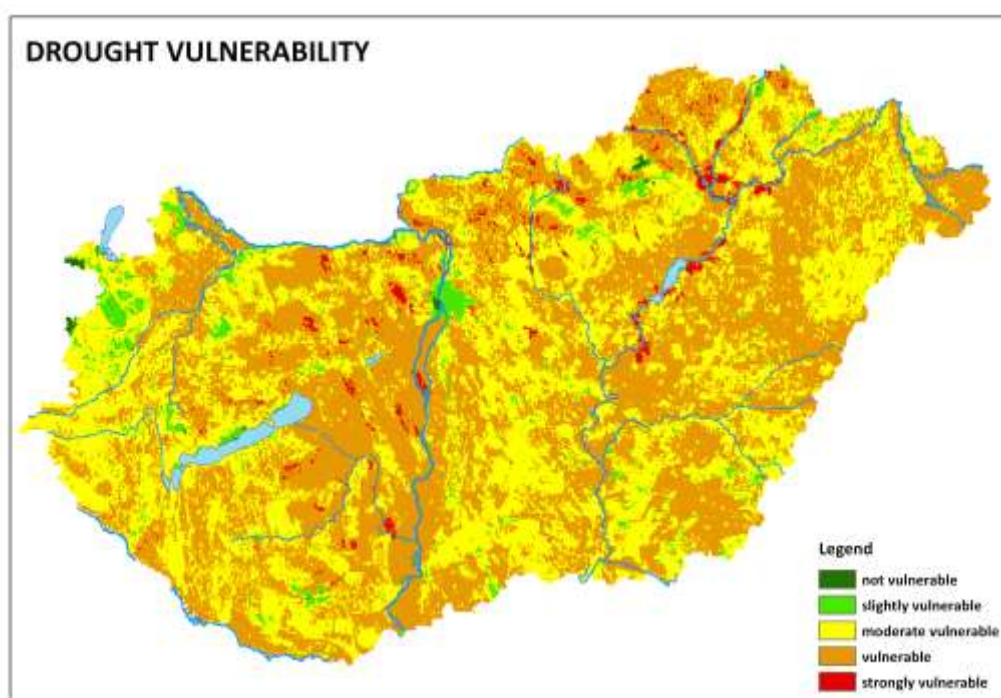 DROUGHT VULNERABILITY
Legend
not vulnerable
slightly vulnerable
moderate vulnerable
vulnerable
strongly vulnerable